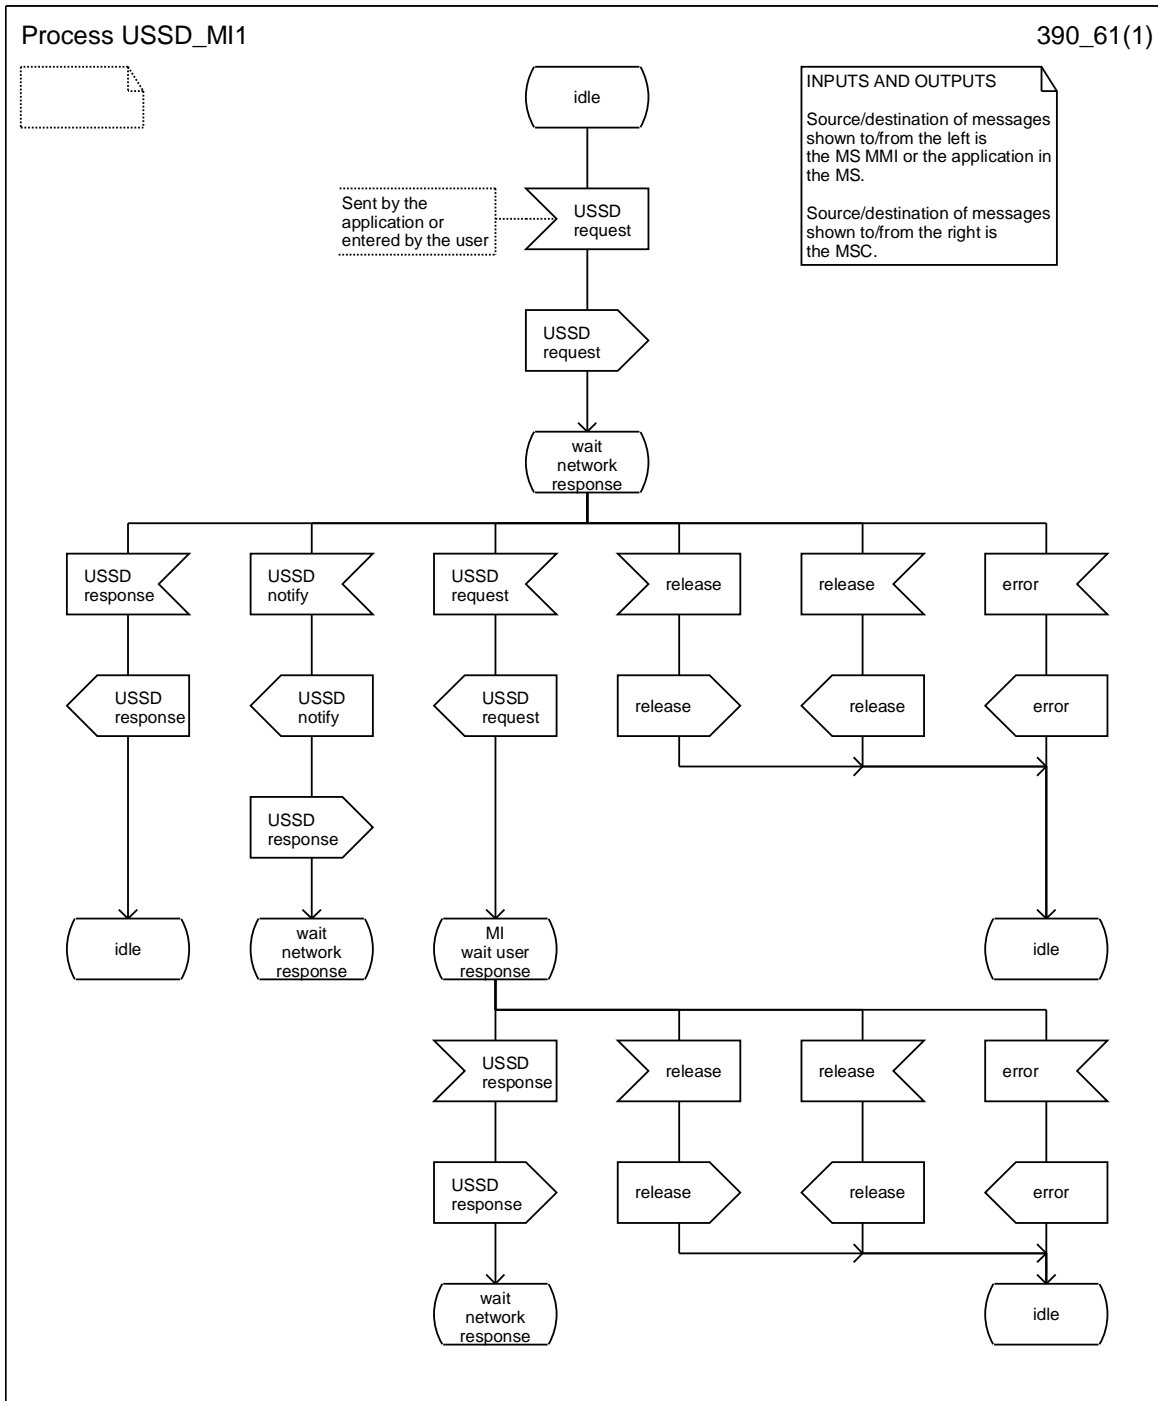 Process USSD_MI1
390_61(1)
idle
INPUTS AND OUTPUTS
Source/destination of messages
shown to/from the left is
the MS MMI or the application in
the MS.
Source/destination of messages
shown to/from the right is
the MSC.
Sent by the
application or
entered by the user
USSD
request
USSD
request
wait
network
response
USSD
response
USSD
notify
USSD
request
release
release
error
USSD
response
USSD
notify
USSD
request
release
release
error
USSD
response
idle
wait
network
response
MI
wait user
response
idle
USSD
response
release
release
error
USSD
response
release
release
error
wait
network
response
idle